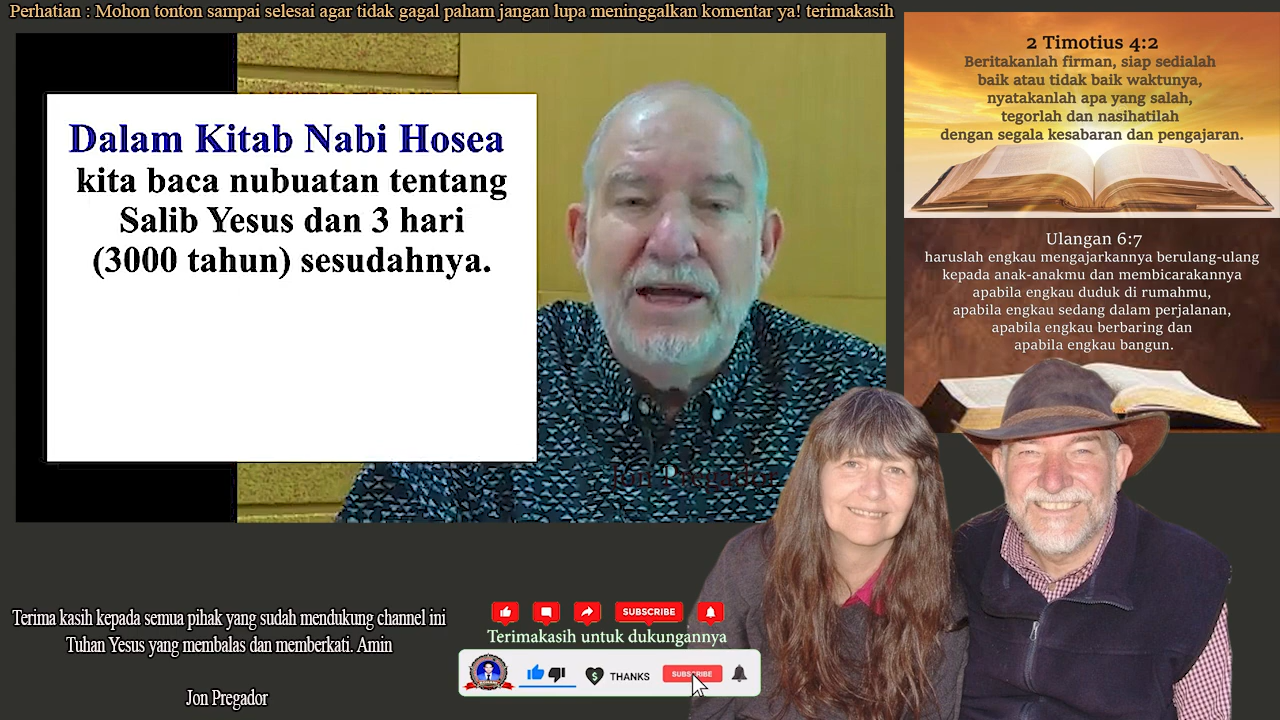 Perhatian : Mohon tonton sampai selesai agar tidak gagal paham jangan lupa meninggalkan komentar ya! terimakasih
Dalam Kitab Nabi Hosea
kita baca nubuatan tentang
Salib Yesus dan 3 hari
(3000 tahun) sesudahnya.
Jon Pregador
2 Timotius 4:2
Beritakanlah firman, siap sedialah
baik atau tidak baik waktunya,
nyatakanlah apa yang salah,
tegorlah dan nasihatilah
dengan segala kesabaran dan pengajaran.
Ulangan 6:7
haruslah engkau mengajarkannya berulang-ulang
kepada anak-anakmu dan membicarakannya
apabila engkau duduk di rumahmu,
apabila engkau sedang dalam perjalanan,
apabila engkau berbaring dan
apabila engkau bangun.
Terima kasih kepada semua pihak yang sudah mendukung channel ini
Tuhan Yesus yang membalas dan memberkati. Amin
Jon Pregador
SUBSCRIBE
Terimakasih untuk dukungannya
THANKS
SUBSCRIBE